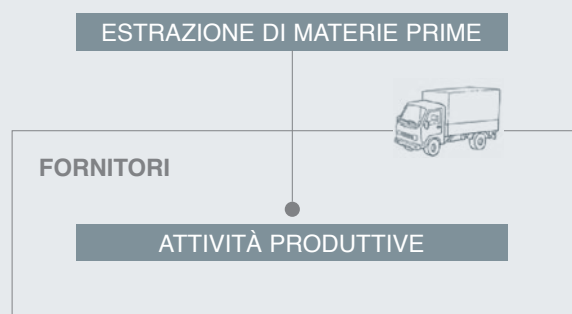 ESTRAZIONE DI MATERIE PRIME
FORNITORI
ATTIVITÀ PRODUTTIVE